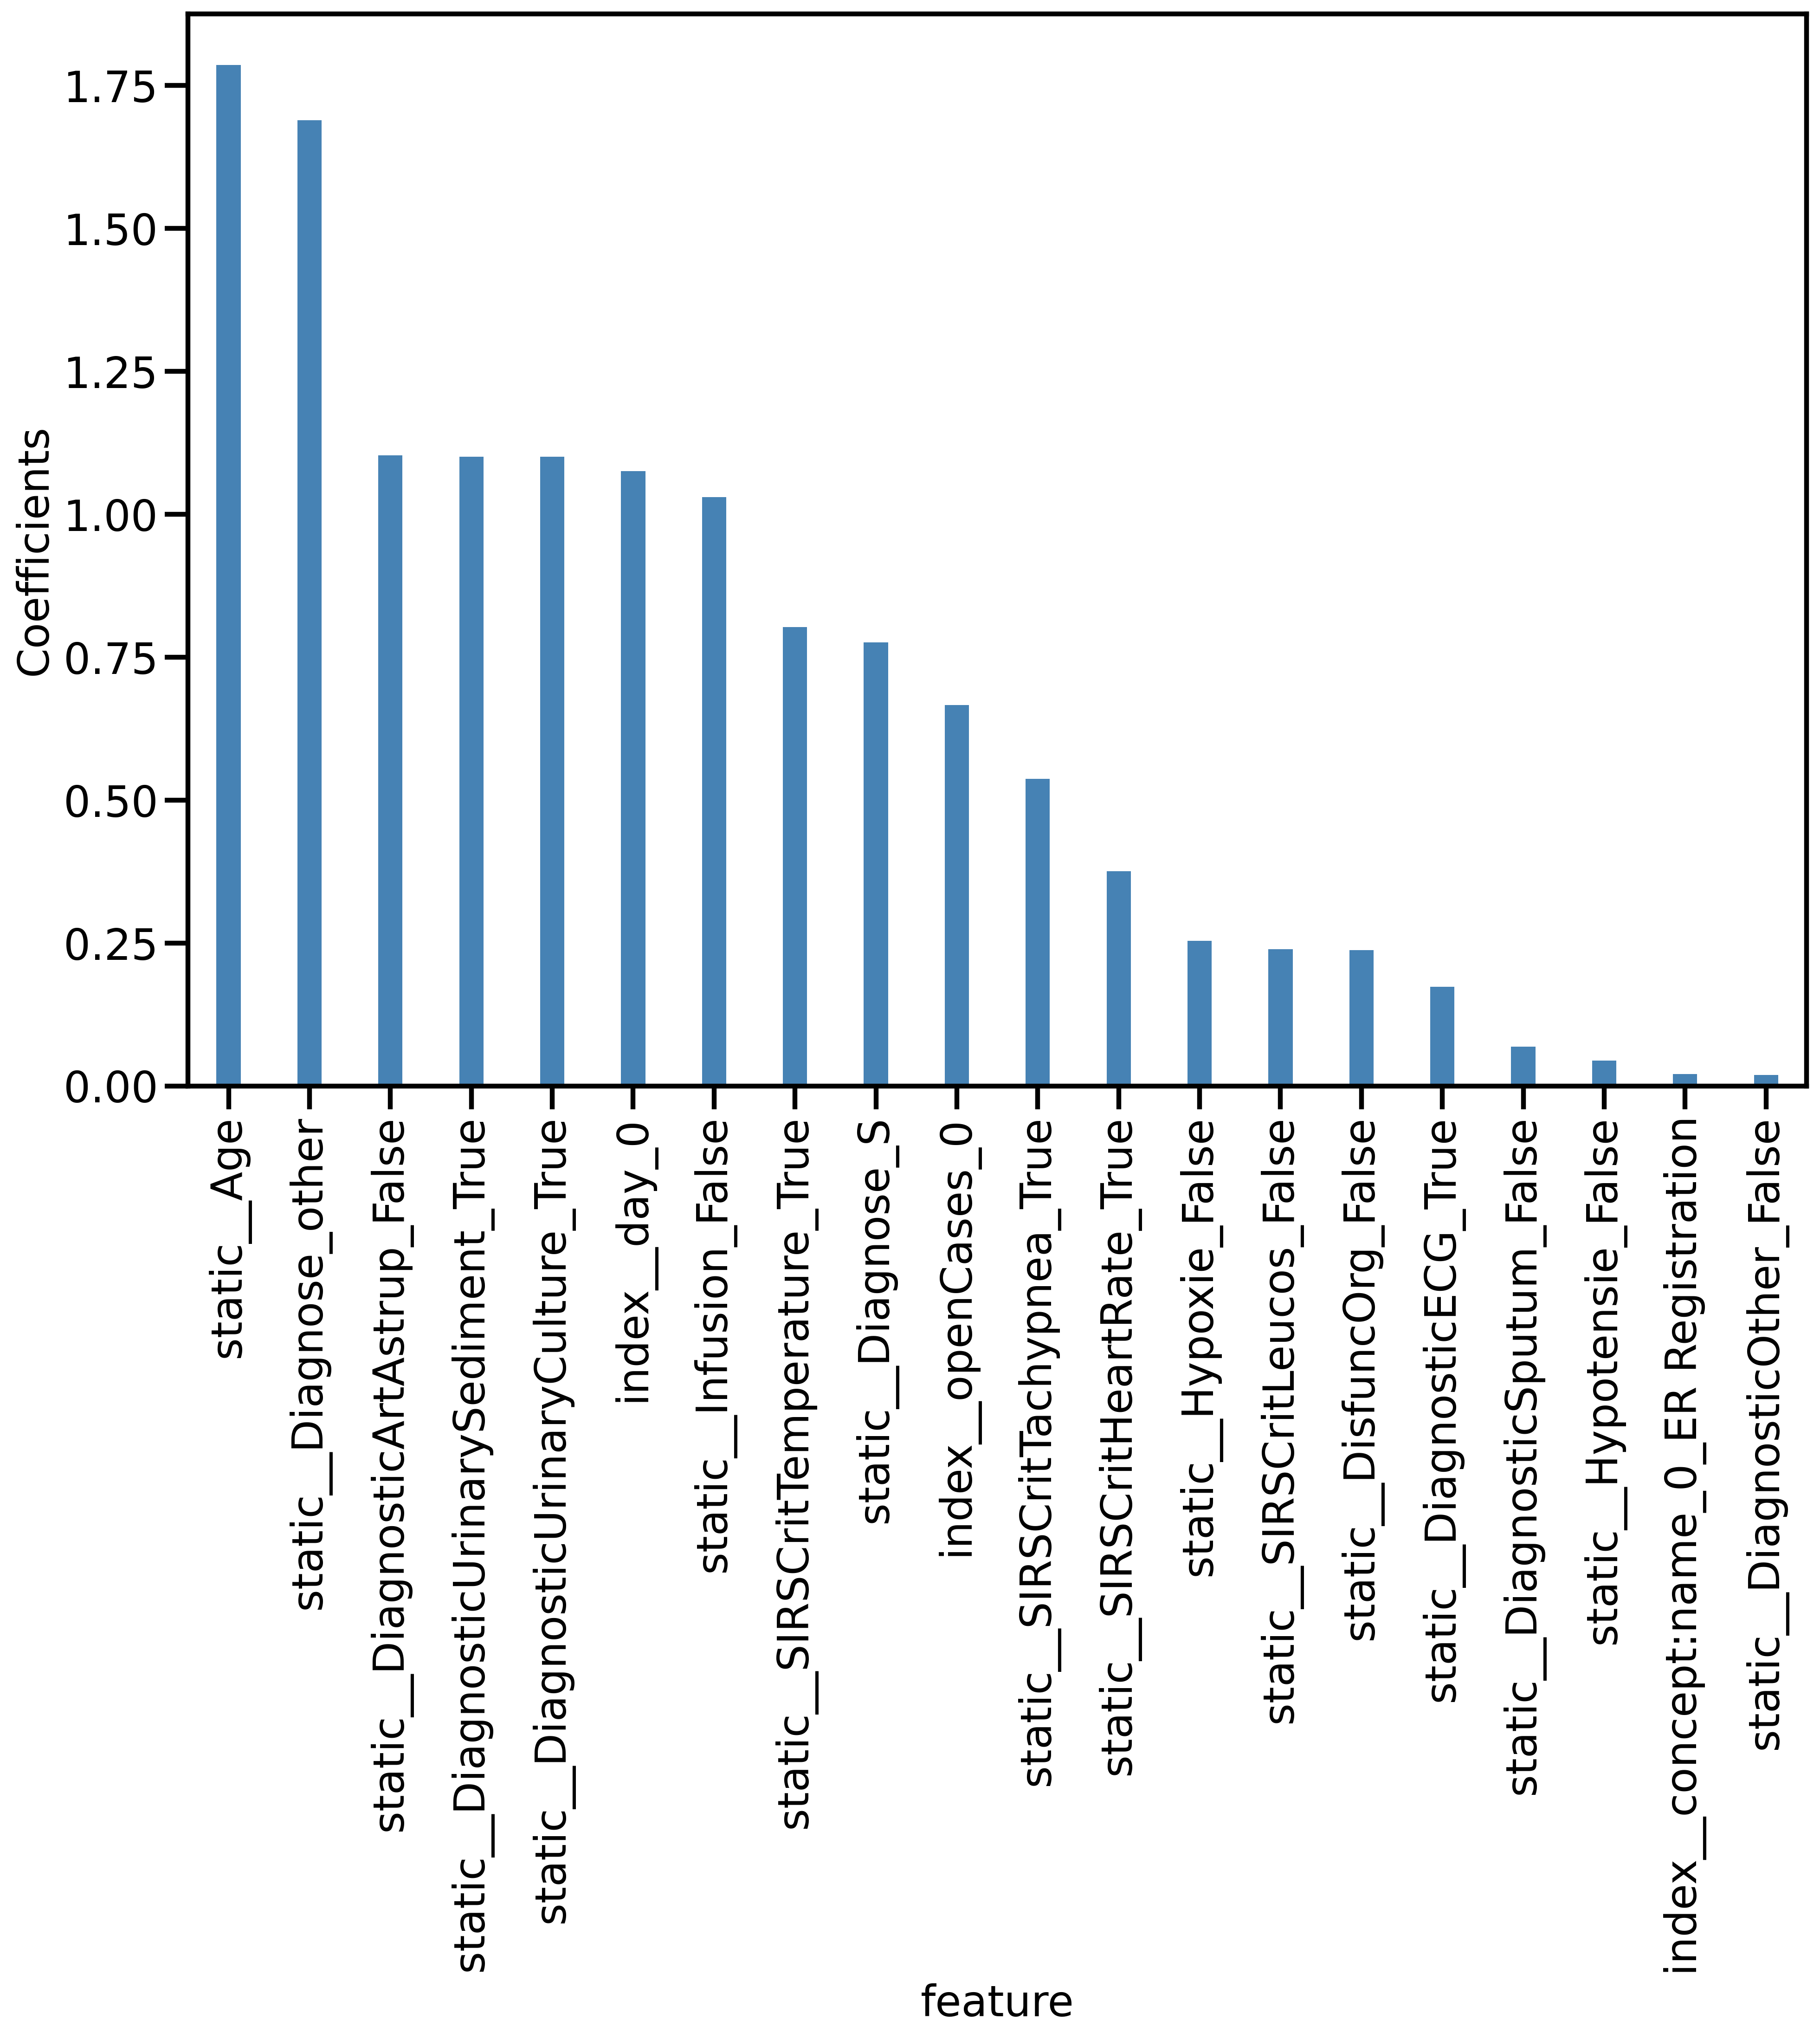 Coefficients
1.75
1.50
1.25
1.00
0.75
0.50
0.25
0.00
static__Age
static__Diagnose_other
static__DiagnosticArtAstrup_False
static__DiagnosticUrinarySediment_True
static__DiagnosticUrinaryCulture_True
index__day_0
static__Infusion_False
static__SIRSCritTemperature_True
static__Diagnose_S
index__openCases_0
static__SIRSCritTachypnea_True
static__SIRSCritHeartRate_True
static__Hypoxie_False
static__SIRSCritLeucos_False
static__DisfuncOrg_False
static__DiagnosticECG_True
static__DiagnosticSputum_False
static__Hypotensie_False
index__concept:name_0_ER Registration
static__DiagnosticOther_False
feature